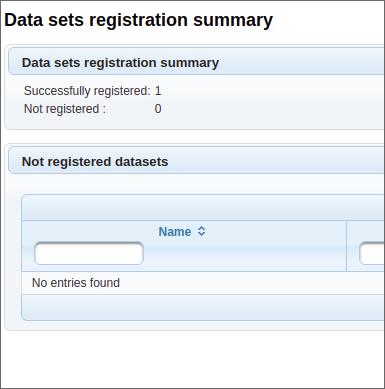 Data sets registration summary
Data sets registration summary
Successfully registered: 1
Not registered : 0
Not registered datasets
Name
No entries found